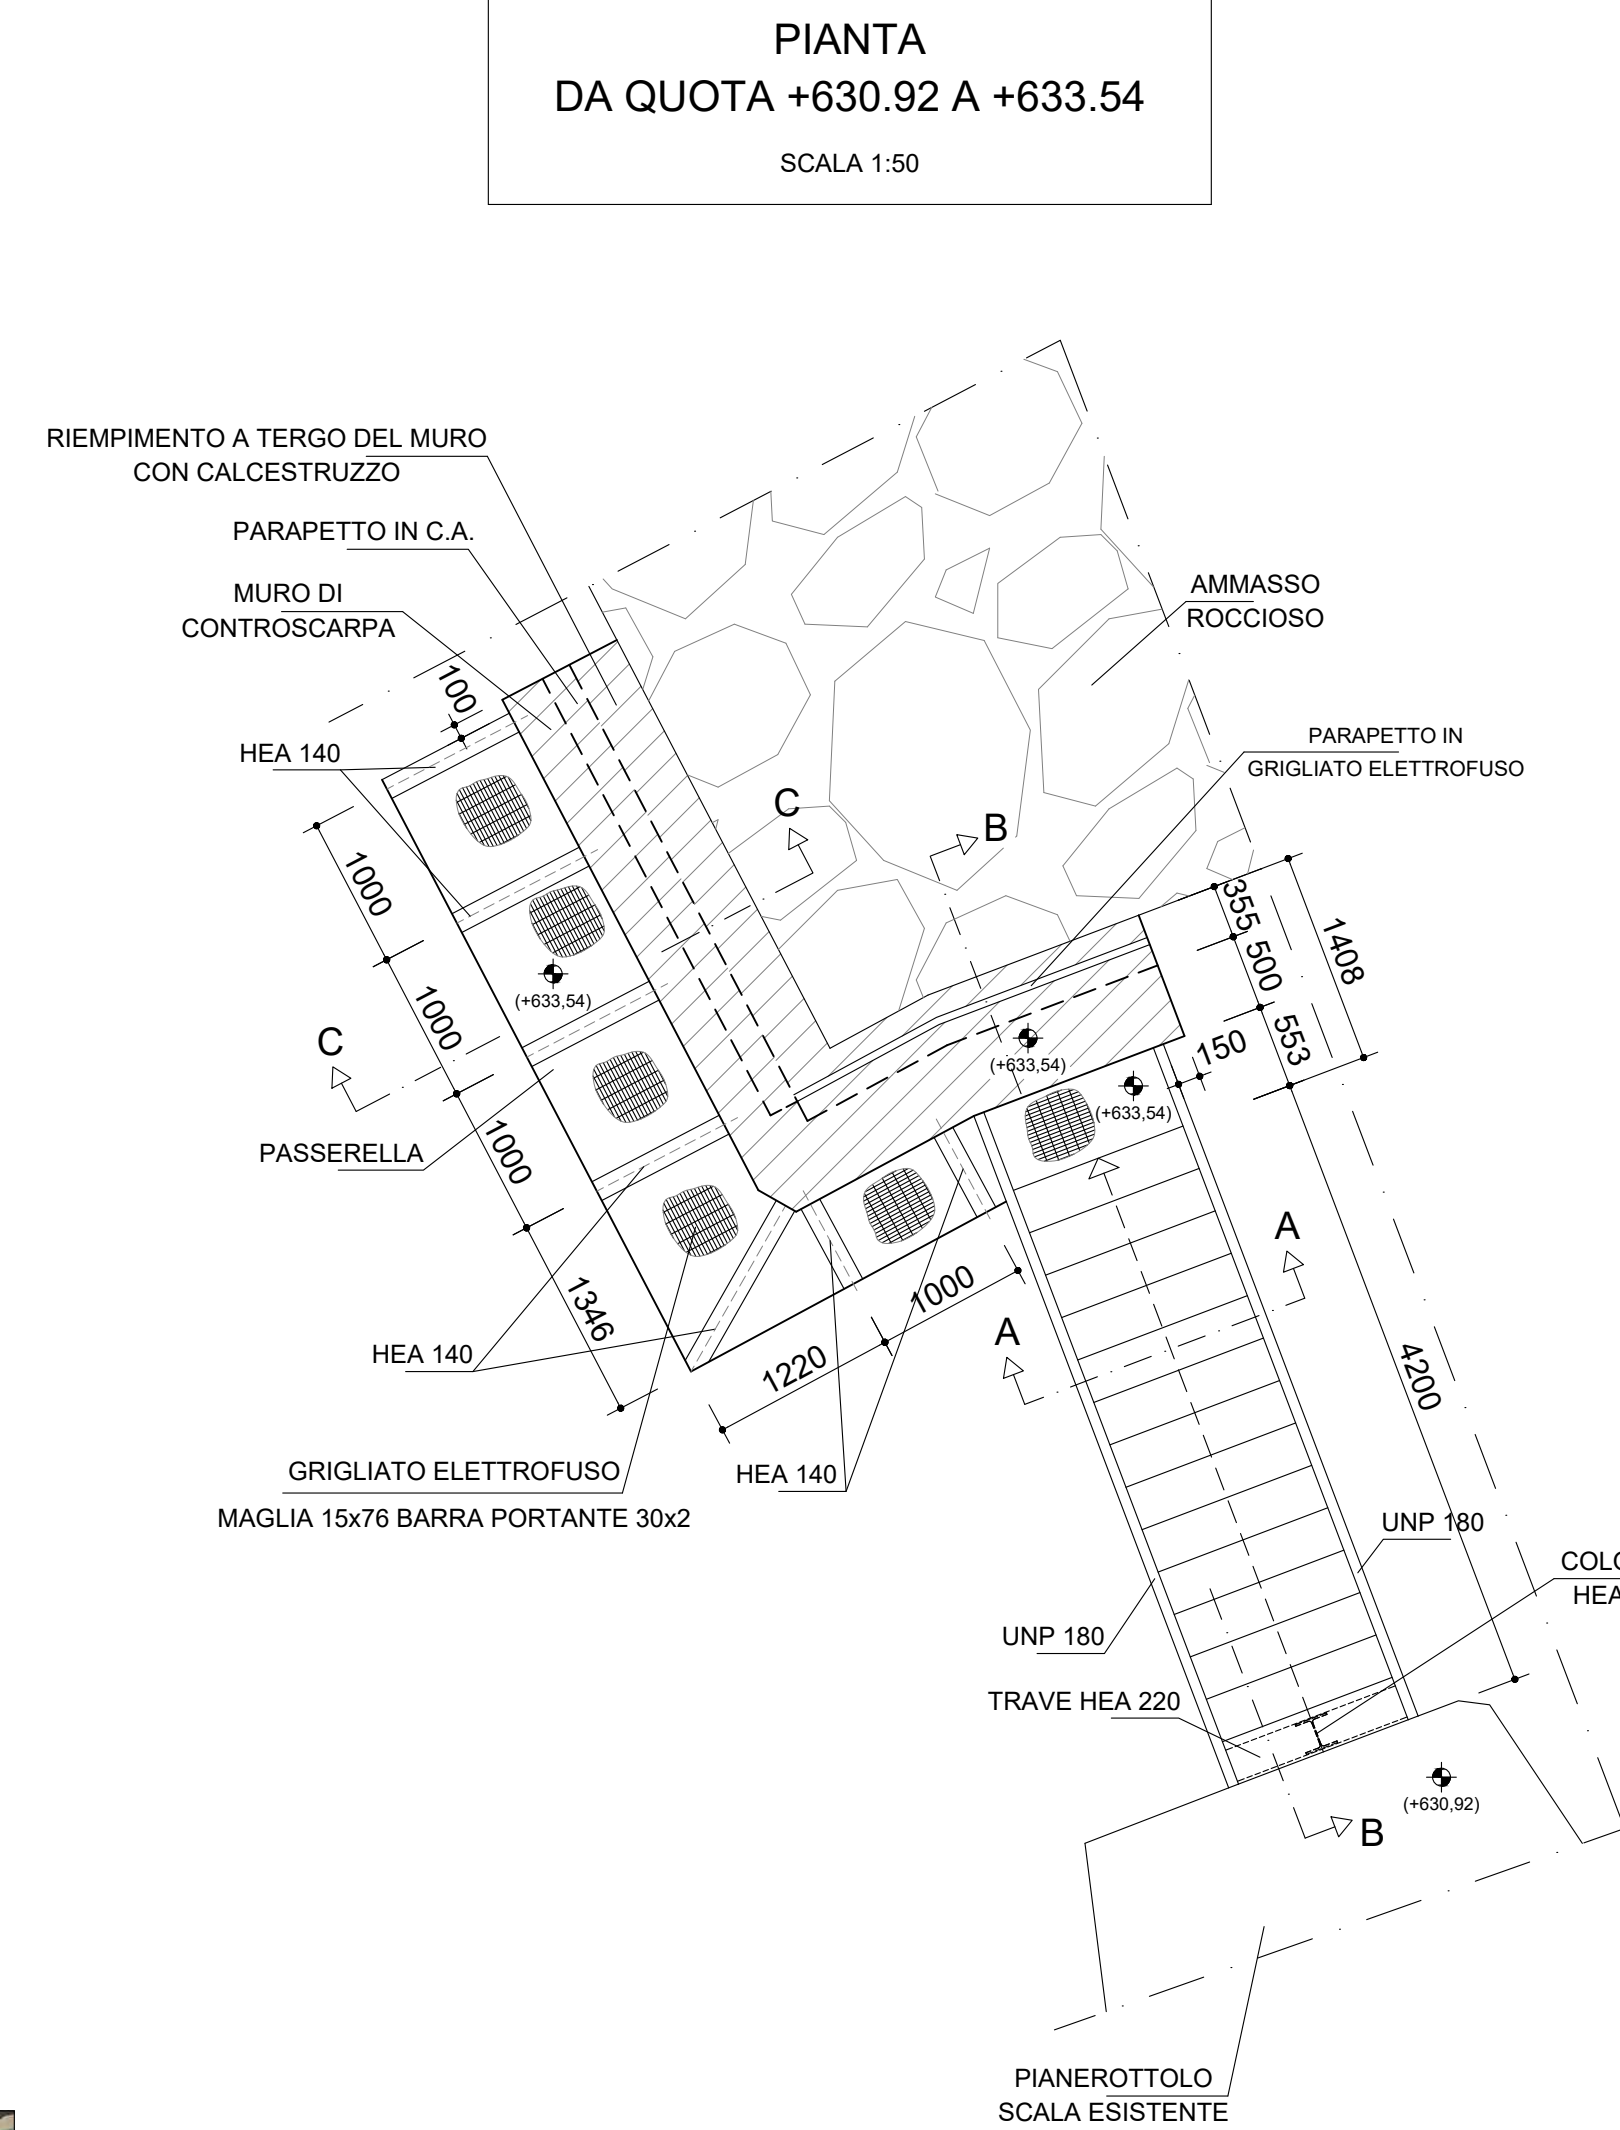 PIANTA
DA QUOTA +630.92 A +633.54
SCALA 1:50
RIEMPIMENTO A TERGO DEL MURO
CON CALCESTRUZZO
PARAPETTO IN C.A.
MURO DI
CONTROSCARPA
AMMASSO
ROCCIOSO
100
HEA 140
PARAPETTO IN
GRIGLIATO ELETTROFUSO
C
B
1000
355
500
1408
(+633,54)
1000
C
553
150
(+633,54)
(+633,54)
PASSERELLA
1000
A
1346
1000
A
HEA 140
1220
4200
GRIGLIATO ELETTROFUSO
HEA 140
MAGLIA 15x76 BARRA PORTANTE 30x2
UNP 180
HEA
UNP 180
TRAVE HEA 220
(+630,92)
B
PIANEROTTOLO
SCALA ESISTENTE